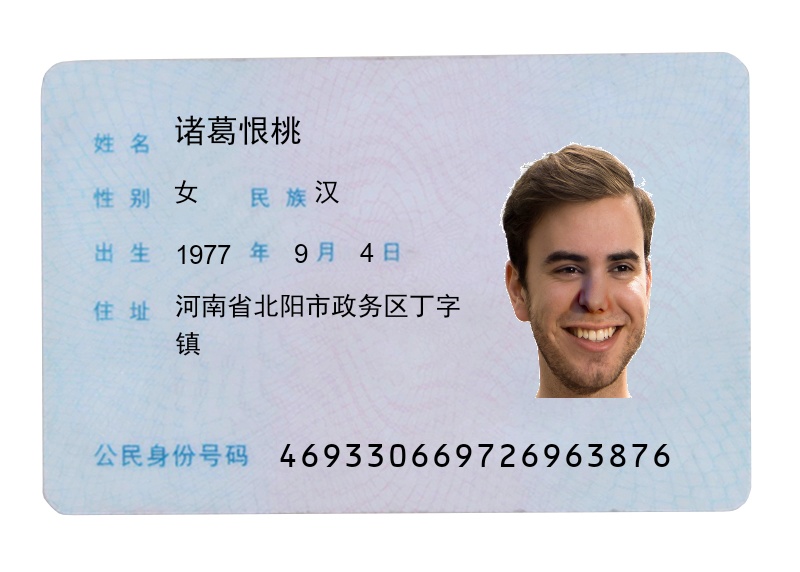 姓名 诸葛恨桃
性别 女 民族 汉
出生 1977 年 9 月 4 日
住址 河南省北阳市政务区丁字
镇
公民身份号码 469330669726963876